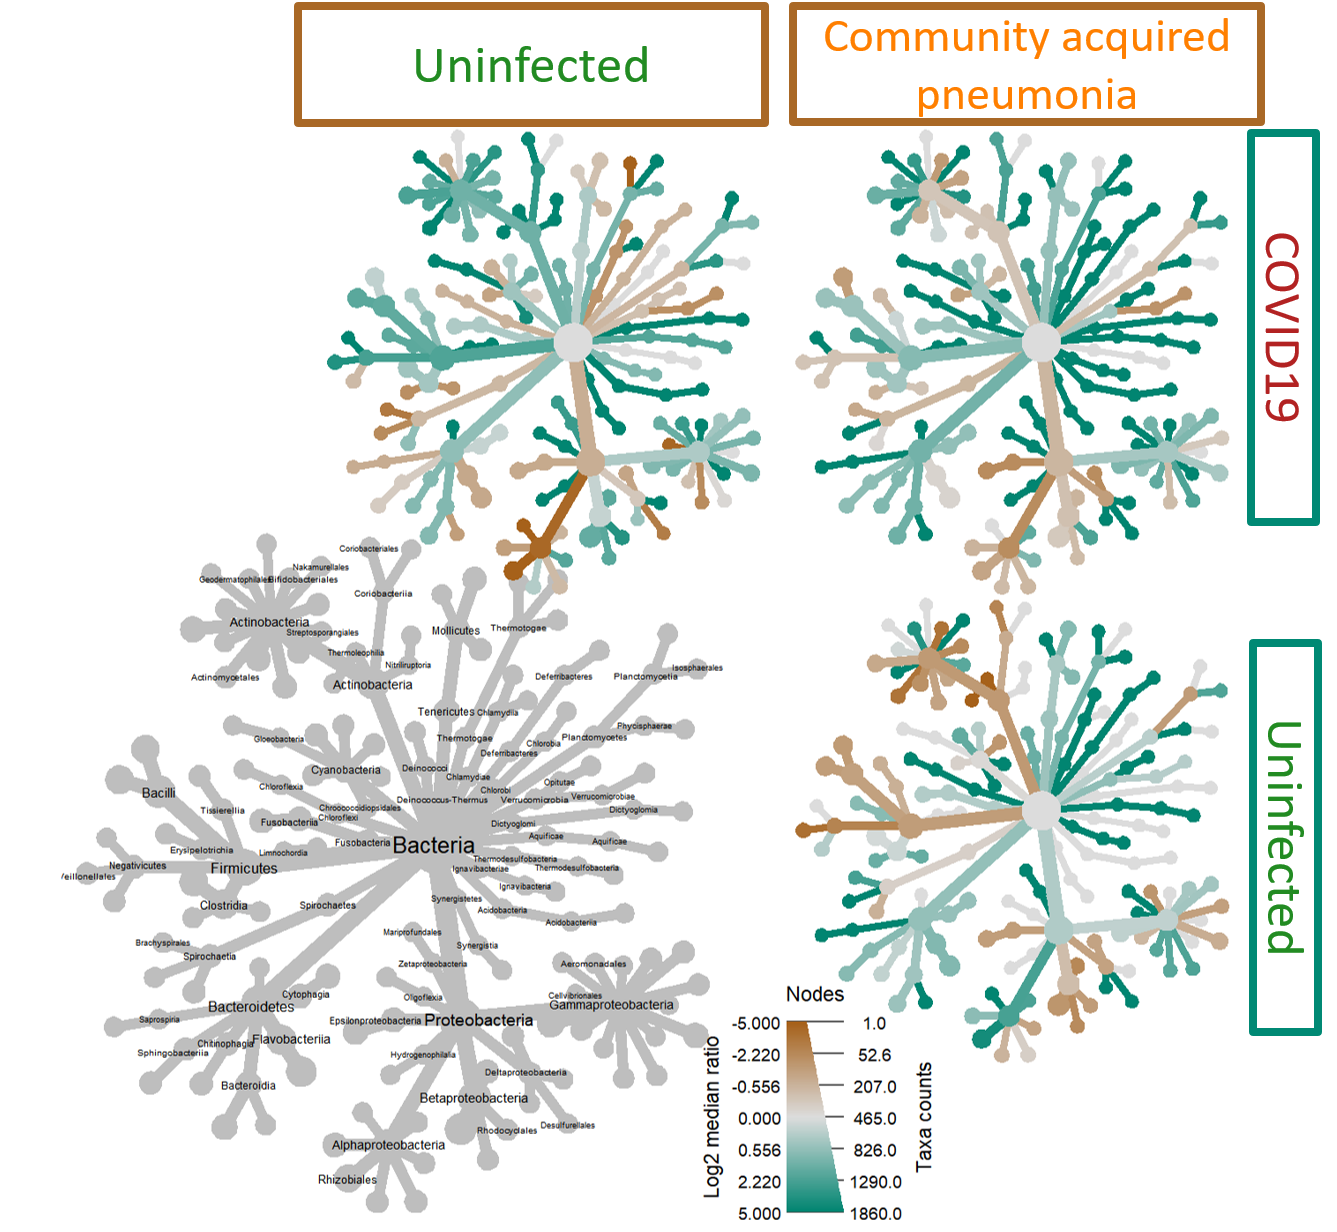 Uninfected
Community acquired
pneumonia
COVID19
Uninfected
Coriobacteriales
Nakamurellales
Geodermatophilales
Bifidobacteriales
Coriobacteriia
Actinobacteria
Streptosporangiales
Mollicutes
Thermotogae
Thermoleophilia
Nitriliruptoria
Actinomycetales
Actinobacteria
Deferribacteres
Planctomycetia
Isosphaerales
Tenericutes
Chlamydiia
Phycisphaerae
Gloeobacteria
Thermotogae
Chlorobia
Planctomycetes
Deferribacteres
Cyanobacteria
Deinococci
Chlamydiae
Bacilli
Chloroflexia
Chlorobi
Opitutae
Tissierellia
Chroococcidiopsidales
Deinococcus-Thermus
Verrucomicrobia
Verrucomicrobiae
Dictyoglomia
Fusobacteriia
Chloroflexi
Dictyoglomi
Aquificae
Aquificae
Fusobacteria
Bacteria
Erysipelotrichia
Limnochordia
Thermodesulfobacteria
Thermodesulfobacteria
Negativicutes
Firmicutes
Ignavibacteriae
Veillonellales
Ignavibacteria
Clostridia
Spirochaetes
Synergistetes
Acidobacteria
Acidobacteriia
Mariprofundales
Brachyspirales
Spirochaetia
Synergistia
Zetaproteobacteria
Aeromonadales
Cytophagia
Oligoflexia
Cellvibrionales
Bacteroidetes
Gammaproteobacteria
Saprospiria
Epsilonproteobacteria
Proteobacteria
Chitinophagia
Flavobacteriia
Sphingobacteriia
Hydrogenophilalia
Bacteroidia
Deltaproteobacteria
Betaproteobacteria
Rhodocyclales
Desulfurellales
Alphaproteobacteria
Rhizobiales
Nodes
-5.000 1.0
-2.220 52.6
-0.556 207.0
0.000 465.0
0.556 826.0
2.220 1290.0
5.000 1860.0
Log2 median ratio
Taxa counts